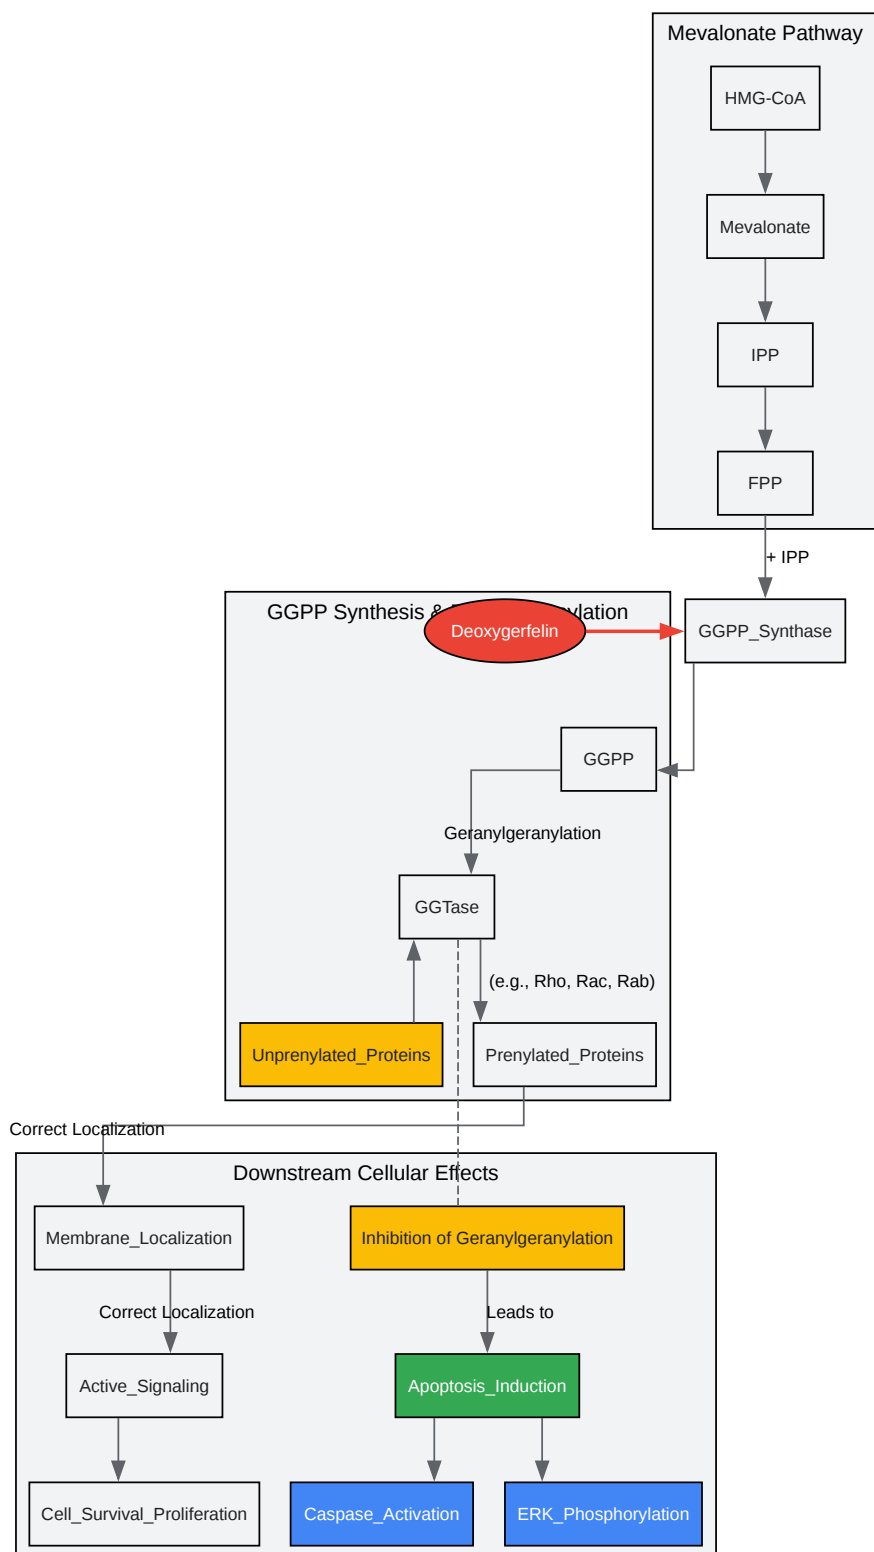 Mevalonate Pathway
HMG-CoA
Mevalonate
IPP
FPP
+ IPP
GGPP Synthesis &
Deoxygerfelin
GGPP_Synthase
GGPP
Geranylgeranylation
GGTase
(e.g., Rho, Rac, Rab)
Unprenylated_Proteins
Prenylated_Proteins
Correct Localization
Downstream Cellular Effects
Membrane_Localization
Inhibition of Geranylgeranylation
Correct Localization
Leads to
Active_Signaling
Apoptosis_Induction
Cell_Survival_Proliferation
Caspase_Activation
ERK_Phosphorylation